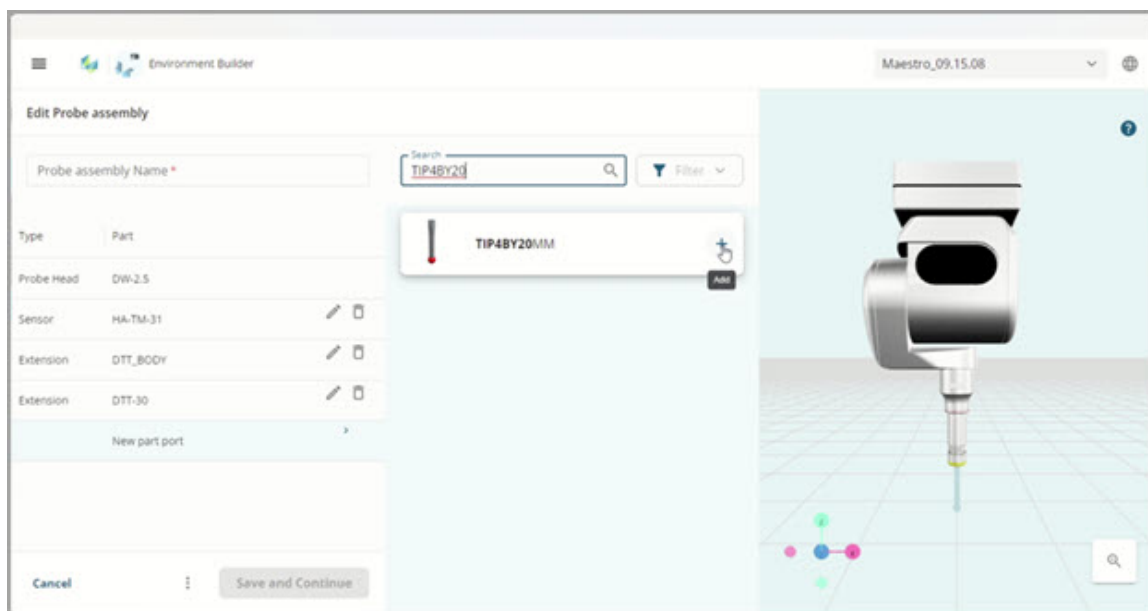 Environment Builder
Maestro_09.15.08
Edit Probe assembly
Probe assembly Name *
Search
TIP4BY20
Filter
Type Part
TIP4BY20MM
Add
Probe Head DW-2.5
Sensor HA-TM-31
Extension DTT_BODY
Extension DTT-30
New part port
Cancel
Save and Continue